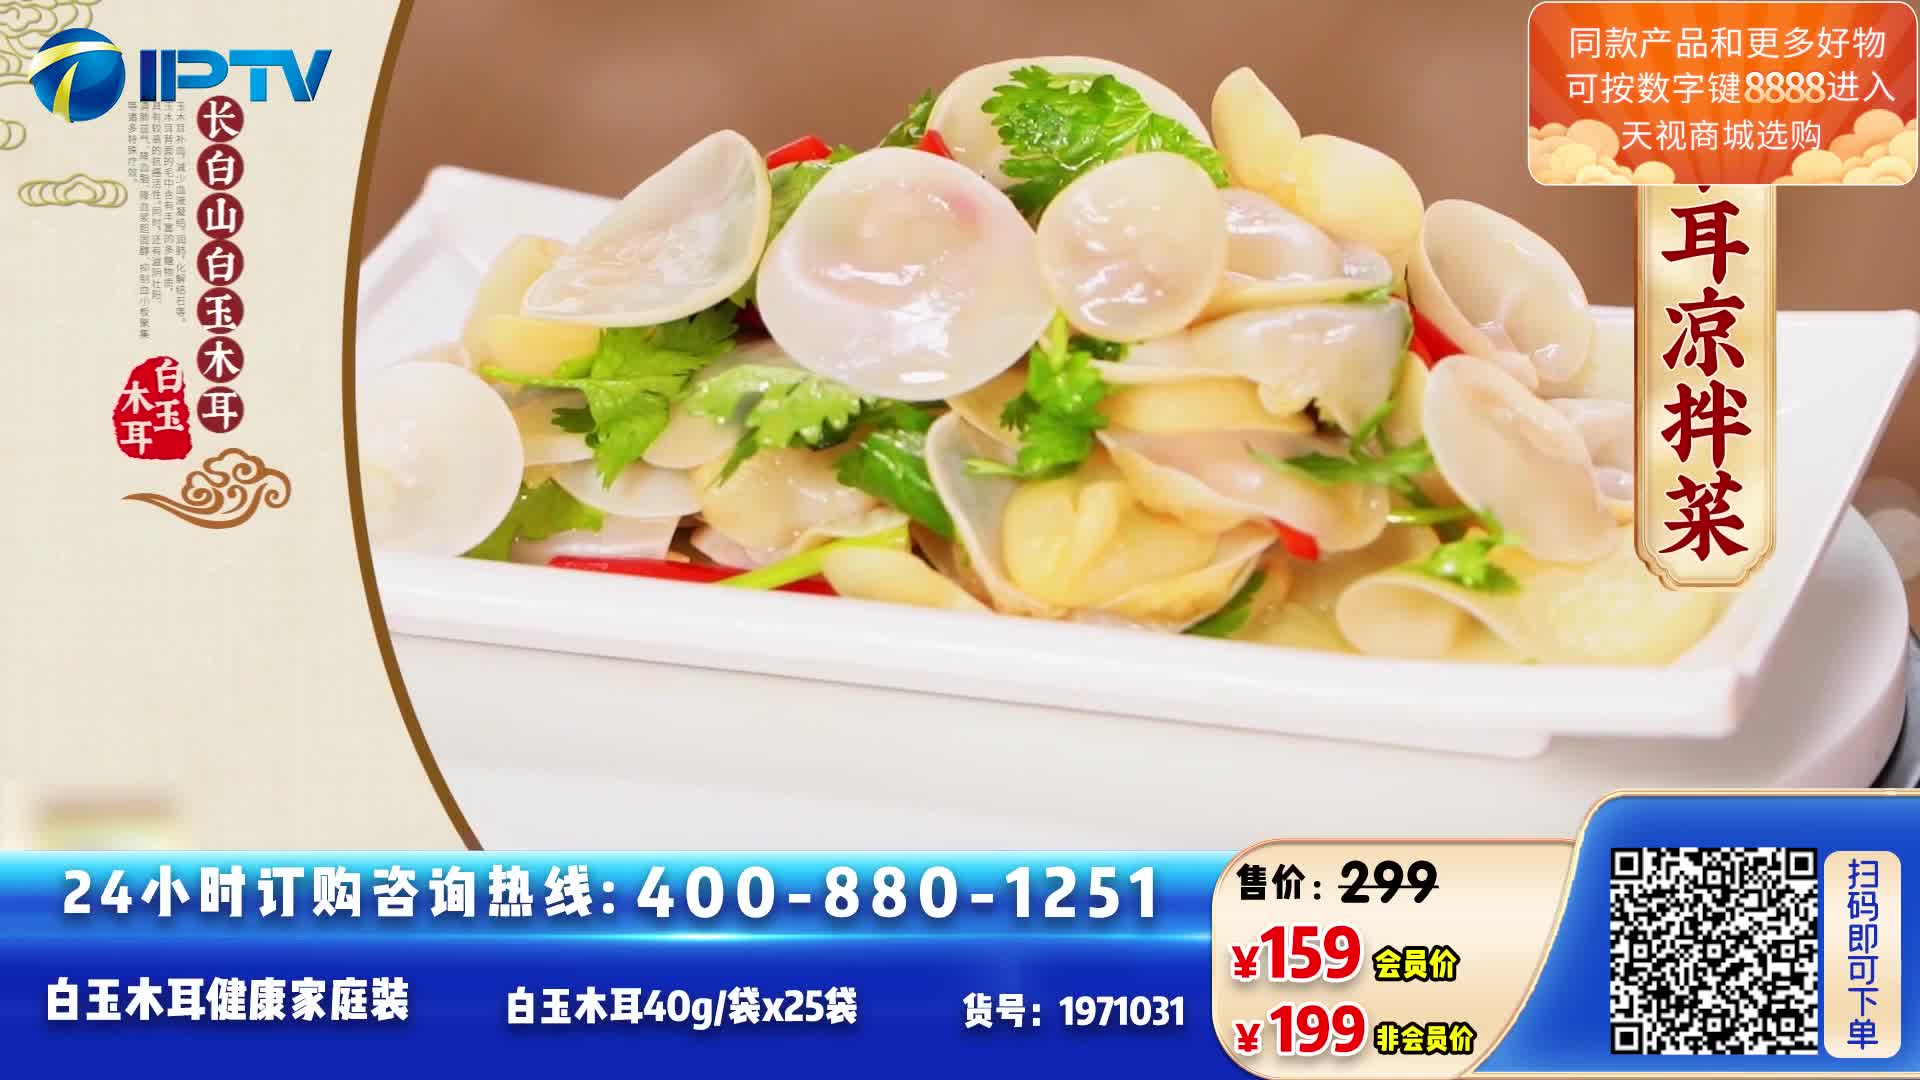 IPTV
同款产品和更多好物
可按数字键8888进入
天视商城选购
长白山白玉木耳
白玉
木耳
耳凉拌菜
24小时订购咨询热线:400-880-1251
白玉木耳健康家庭装
白玉木耳40g/袋x25袋
货号：1971031
售价：299
¥159 会员价
¥199 非会员价
扫码即可下单